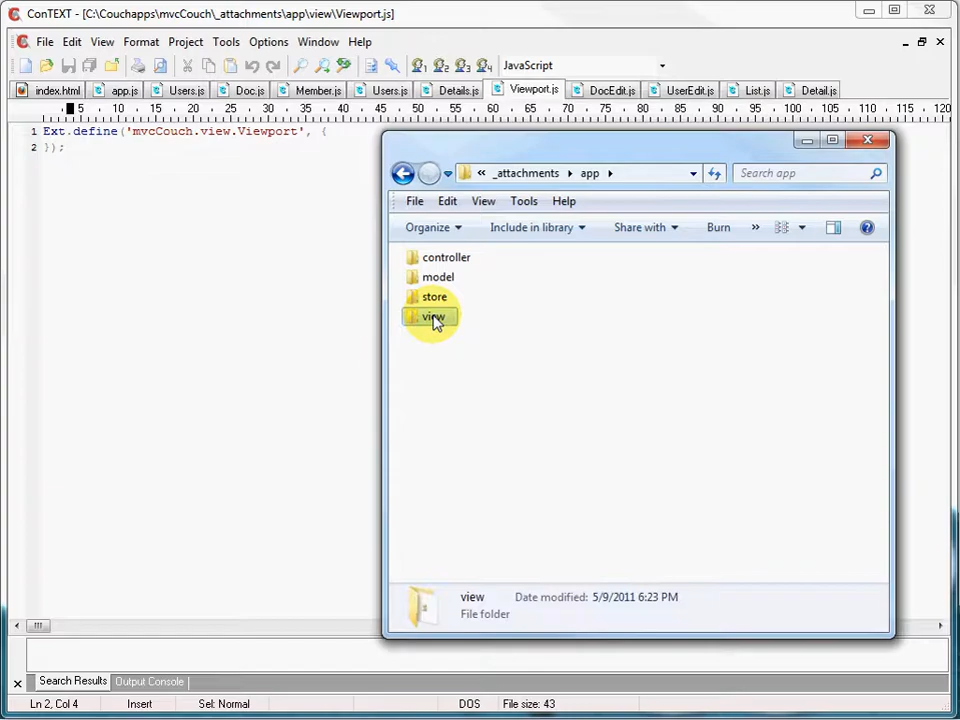 ConTEXT - [C:\Couchapps\mvcCouch\_attachments\app\view\Viewport.js]
File Edit View Format Project Tools Options Window Help
1 2 3 4 JavaScript
index.html app.js Users.js Doc.js Member.js Users.js Details.js Viewport.js DocEdit.js UserEdit.js List.js Detail.js
5 10 15 20 25 30 35 40 45 50 55 60 65 70 75 80 85 90 95 100 105 110 115 120
1 Ext.define('mvcCouch.view.Viewport', {
2 });
« _attachments app Search app
File Edit View Tools Help
Organize Include in library Share with Burn »
controller
model
store
view
view Date modified: 5/9/2011 6:23 PM
File folder
Search Results Output Console
Ln 2, Col 4 Insert Sel: Normal DOS File size: 43